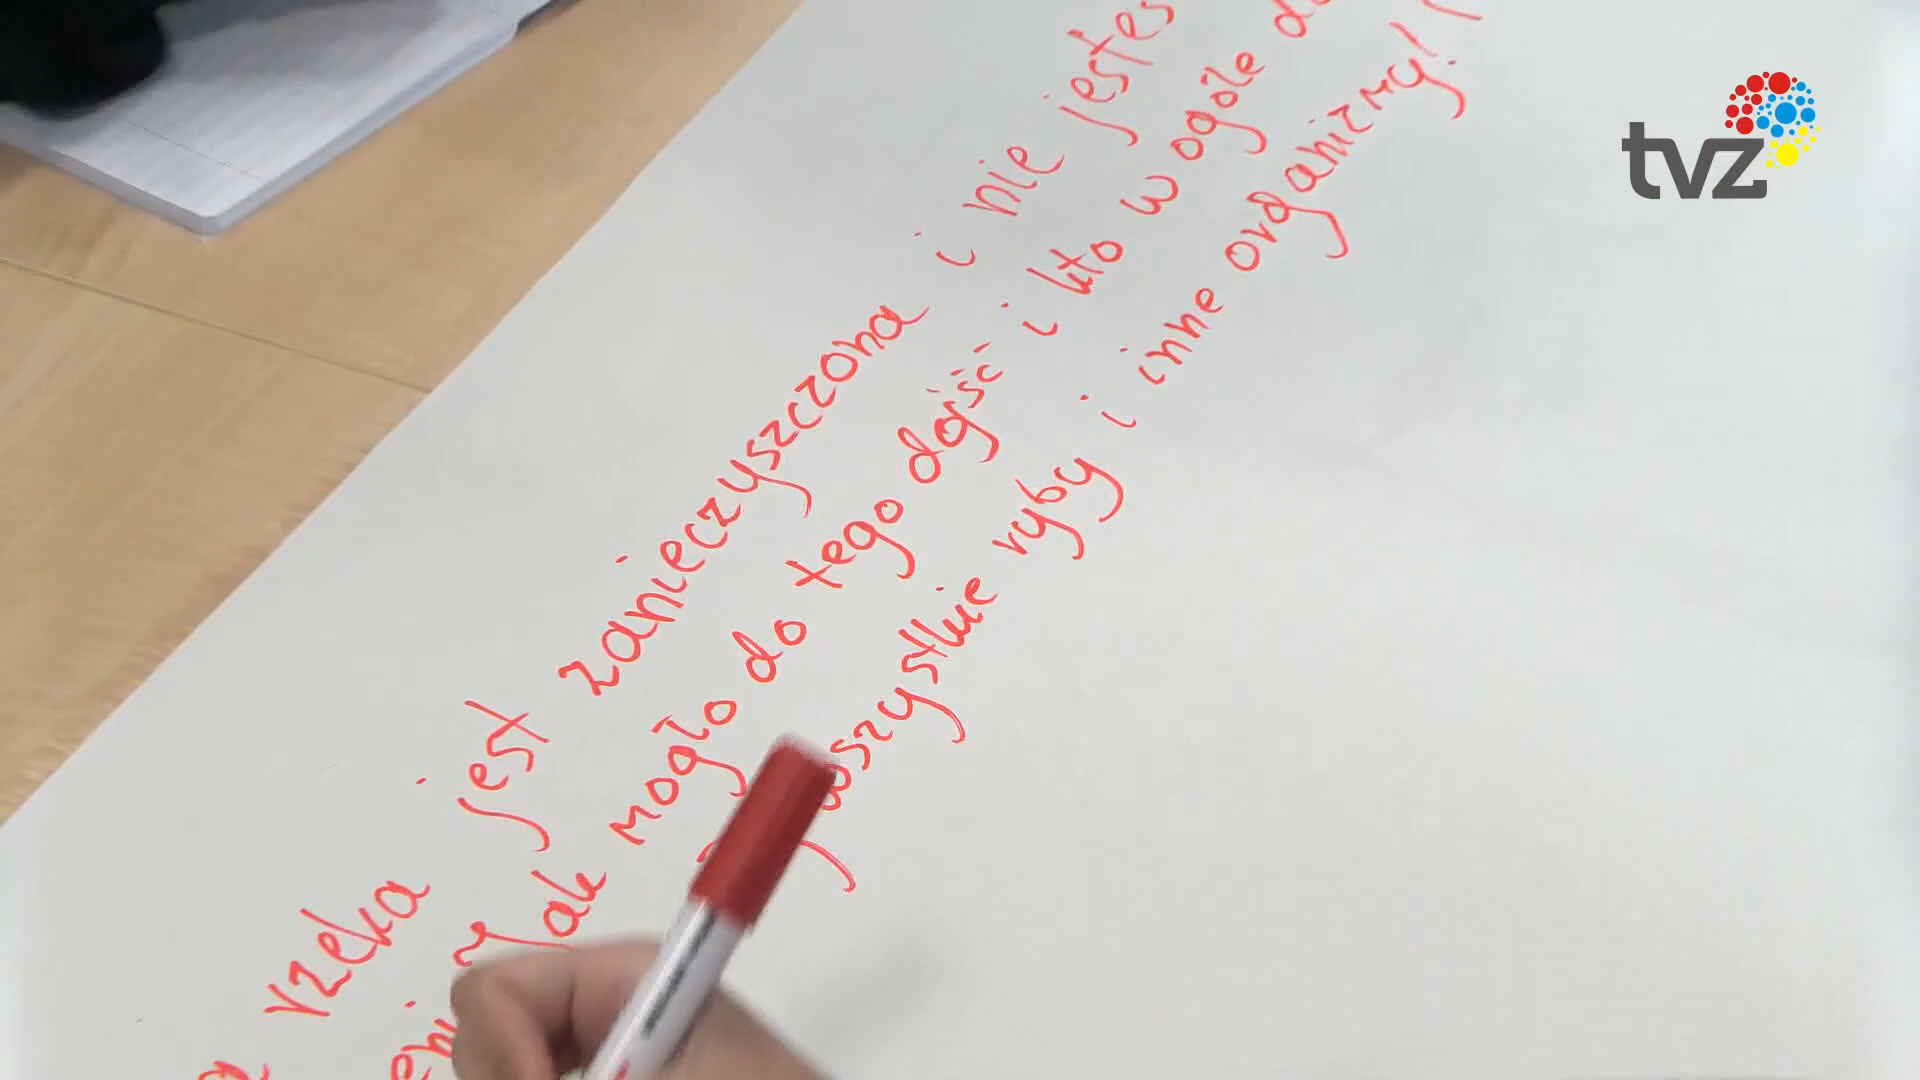 rzeka jest zanieczyszczona i nie jesteś
jak mogło do tego dojść i kto w ogóle
wszystkie ryby i inne organizmy!
tvz